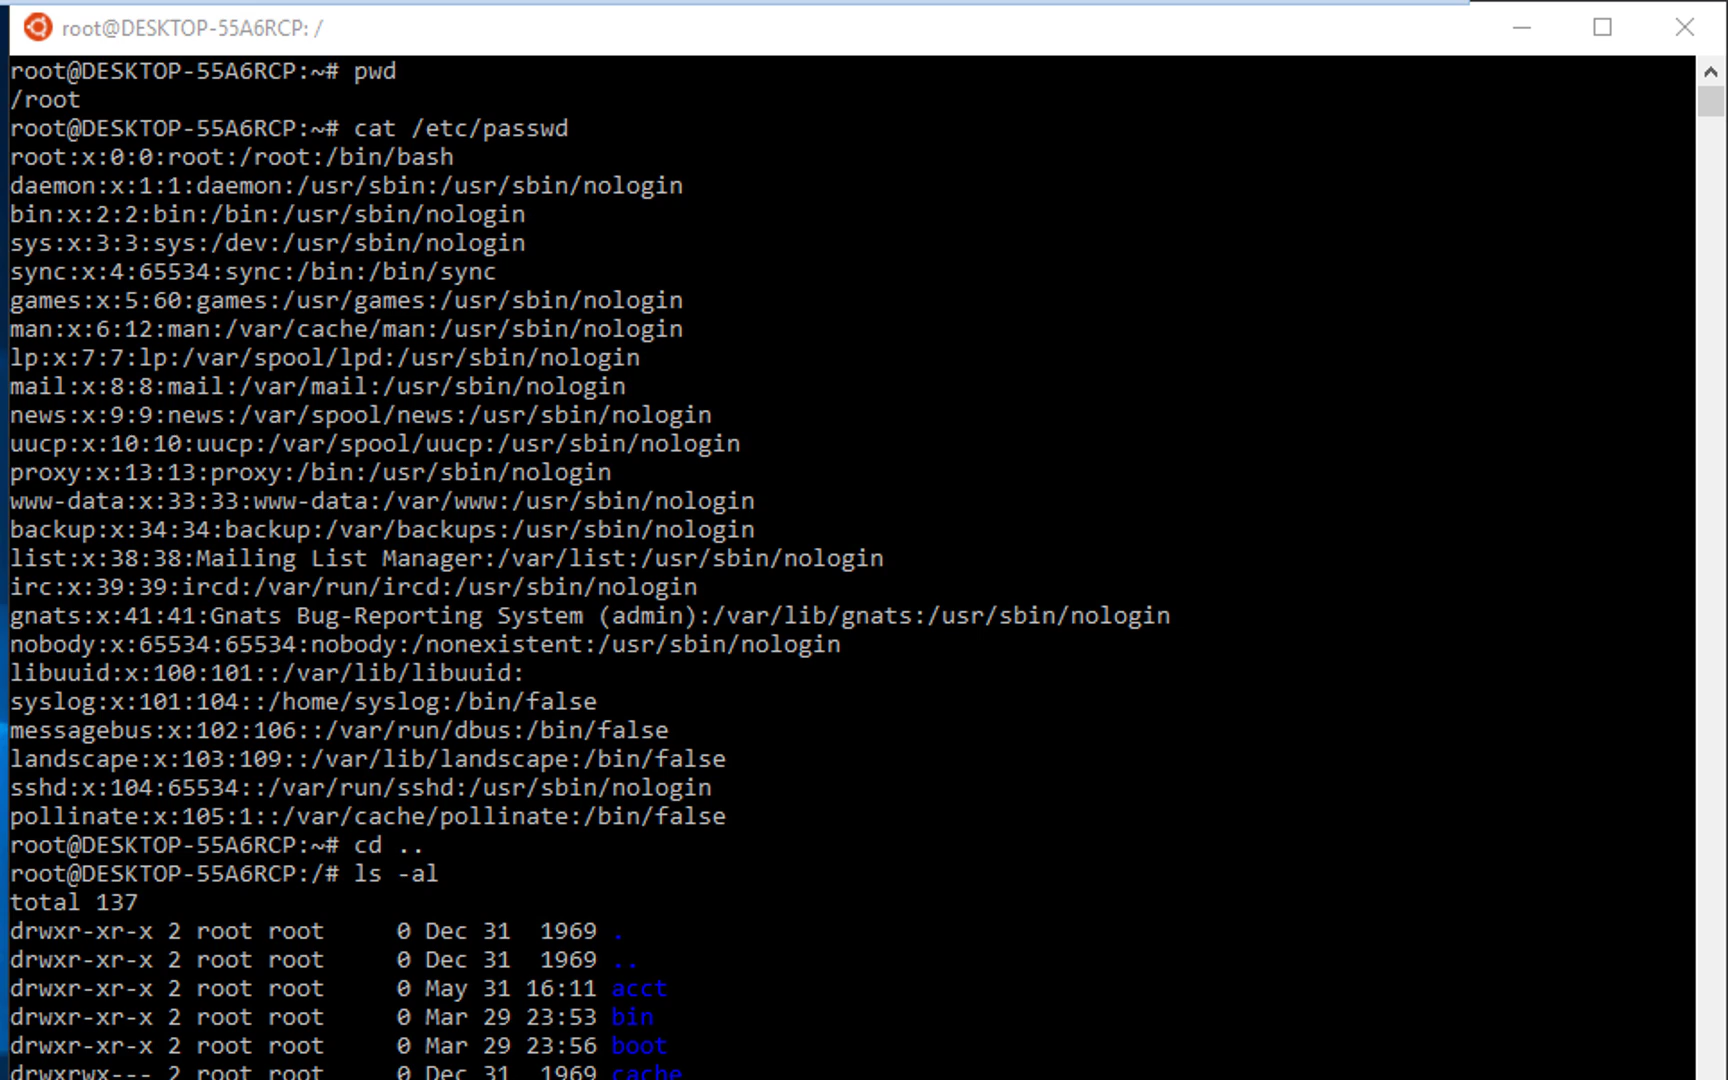 root@DESKTOP-55A6RCP: /
root@DESKTOP-55A6RCP:~# pwd
/root
root@DESKTOP-55A6RCP:~# cat /etc/passwd
root:x:0:0:root:/root:/bin/bash
daemon:x:1:1:daemon:/usr/sbin:/usr/sbin/nologin
bin:x:2:2:bin:/bin:/usr/sbin/nologin
sys:x:3:3:sys:/dev:/usr/sbin/nologin
sync:x:4:65534:sync:/bin:/bin/sync
games:x:5:60:games:/usr/games:/usr/sbin/nologin
man:x:6:12:man:/var/cache/man:/usr/sbin/nologin
lp:x:7:7:lp:/var/spool/lpd:/usr/sbin/nologin
mail:x:8:8:mail:/var/mail:/usr/sbin/nologin
news:x:9:9:news:/var/spool/news:/usr/sbin/nologin
uucp:x:10:10:uucp:/var/spool/uucp:/usr/sbin/nologin
proxy:x:13:13:proxy:/bin:/usr/sbin/nologin
www-data:x:33:33:www-data:/var/www:/usr/sbin/nologin
backup:x:34:34:backup:/var/backups:/usr/sbin/nologin
list:x:38:38:Mailing List Manager:/var/list:/usr/sbin/nologin
irc:x:39:39:ircd:/var/run/ircd:/usr/sbin/nologin
gnats:x:41:41:Gnats Bug-Reporting System (admin):/var/lib/gnats:/usr/sbin/nologin
nobody:x:65534:65534:nobody:/nonexistent:/usr/sbin/nologin
libuuid:x:100:101::/var/lib/libuuid:
syslog:x:101:104::/home/syslog:/bin/false
messagebus:x:102:106::/var/run/dbus:/bin/false
landscape:x:103:109::/var/lib/landscape:/bin/false
sshd:x:104:65534::/var/run/sshd:/usr/sbin/nologin
pollinate:x:105:1::/var/cache/pollinate:/bin/false
root@DESKTOP-55A6RCP:~# cd ..
root@DESKTOP-55A6RCP:/# ls -al
total 137
drwxr-xr-x 2 root root     0 Dec 31  1969 .
drwxr-xr-x 2 root root     0 Dec 31  1969 ..
drwxr-xr-x 2 root root     0 May 31 16:11 acct
drwxr-xr-x 2 root root     0 Mar 29 23:53 bin
drwxr-xr-x 2 root root     0 Mar 29 23:56 boot
drwxrwx--- 2 root root     0 Dec 31  1969 cache